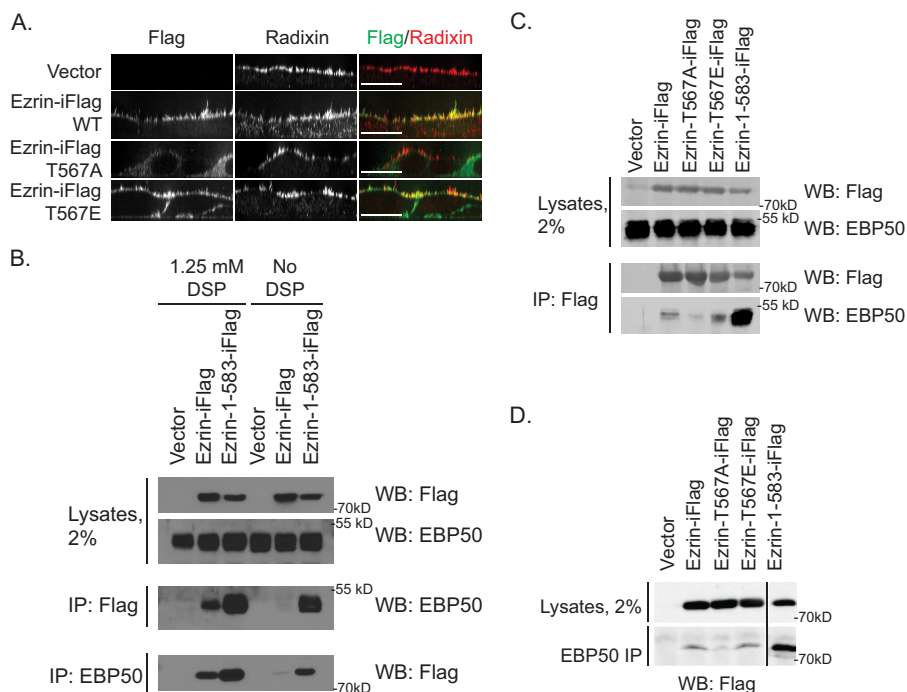 A.
Flag Radixin Flag/Radixin
Vector
Ezrin-iFlag
WT
Ezrin-iFlag
T567A
Ezrin-iFlag
T567E
B.
1.25 mM
DSP
No
DSP
Vector
Ezrin-iFlag
Ezrin-1-583-iFlag
Vector
Ezrin-iFlag
Ezrin-1-583-iFlag
Lysates,
2%
-70kD
WB: Flag
-55 kD
WB: EBP50
IP: Flag
-55 kD
WB: EBP50
IP: EBP50
-70kD
WB: Flag
C.
Vector
Ezrin-iFlag
Ezrin-T567A-iFlag
Ezrin-T567E-iFlag
Ezrin-1-583-iFlag
Lysates,
2%
WB: Flag
-70kD
-55 kD
WB: EBP50
IP: Flag
WB: Flag
-70kD
-55 kD
WB: EBP50
D.
Vector
Ezrin-iFlag
Ezrin-T567A-iFlag
Ezrin-T567E-iFlag
Ezrin-1-583-iFlag
Lysates, 2%
-70kD
EBP50 IP
-70kD
WB: Flag